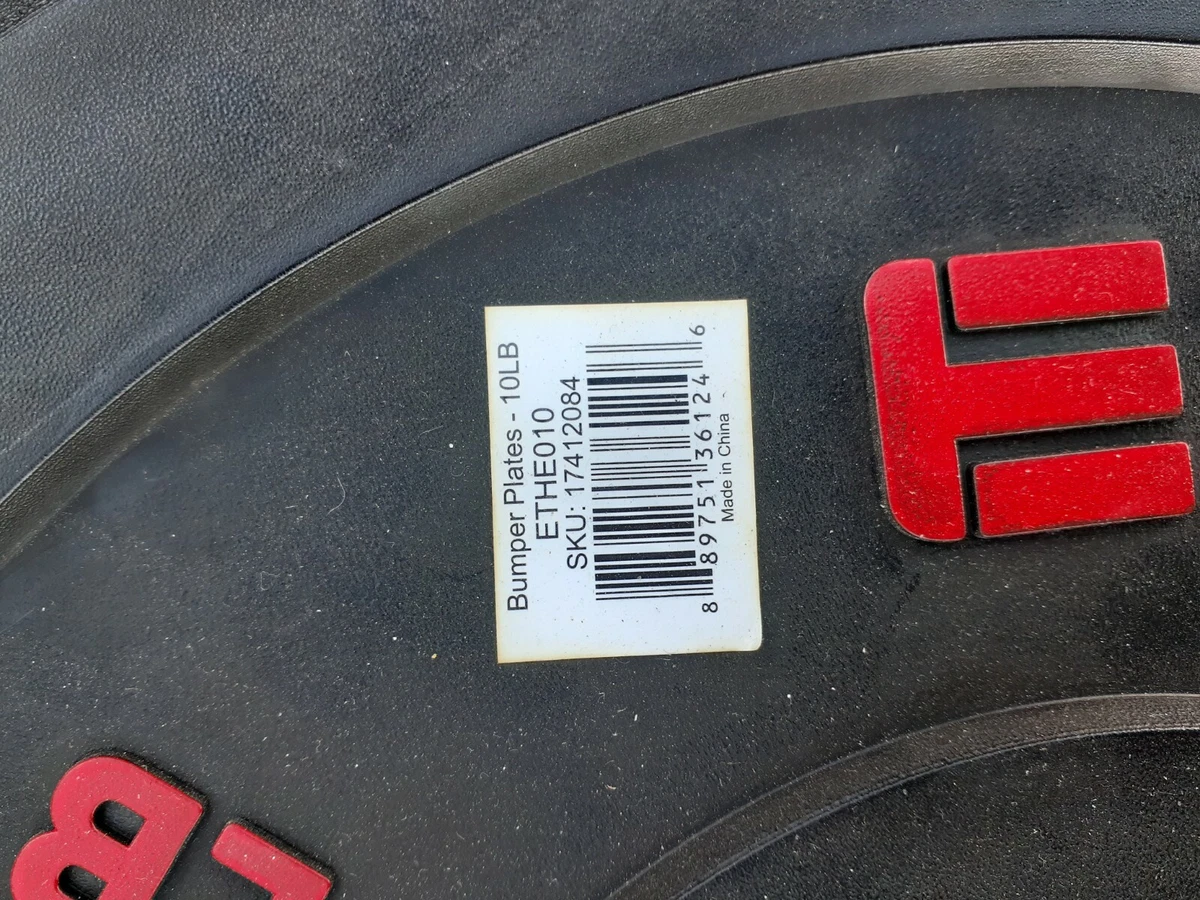 Bumper Plates - 10LB
ETHE010
SKU: 17412084
8 89751 36124 6
Made in China
LB